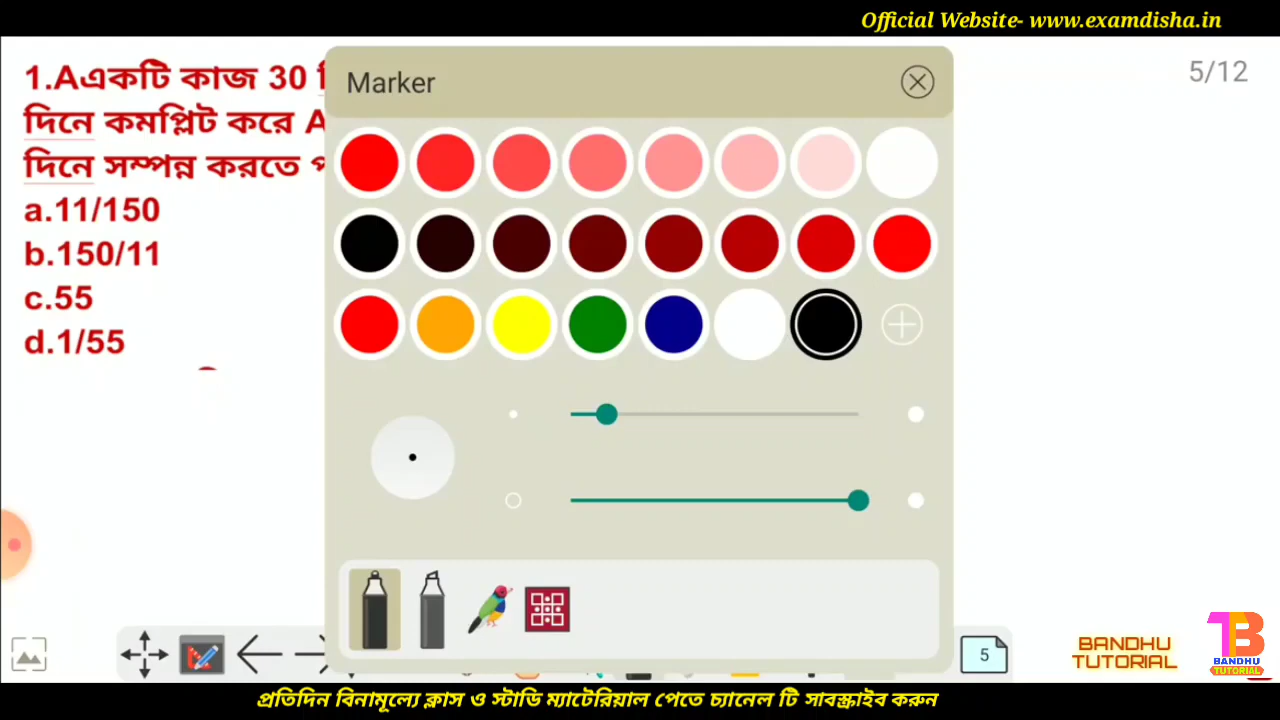 Official Website- www.examdisha.in
1.Aএকটি কাজ 30
দিনে কমপ্লিট করে A
দিনে সম্পন্ন করতে
a.11/150
b.150/11
c.55
d.1/55
Marker
5/12
5
BANDHU
TUTORIAL
TB
BANDHU
TUTORIAL
প্রতিদিন বিনামূল্যে ক্লাস ও স্টাডি ম্যাটেরিয়াল পেতে চ্যানেল টি সাবস্ক্রাইব করুন